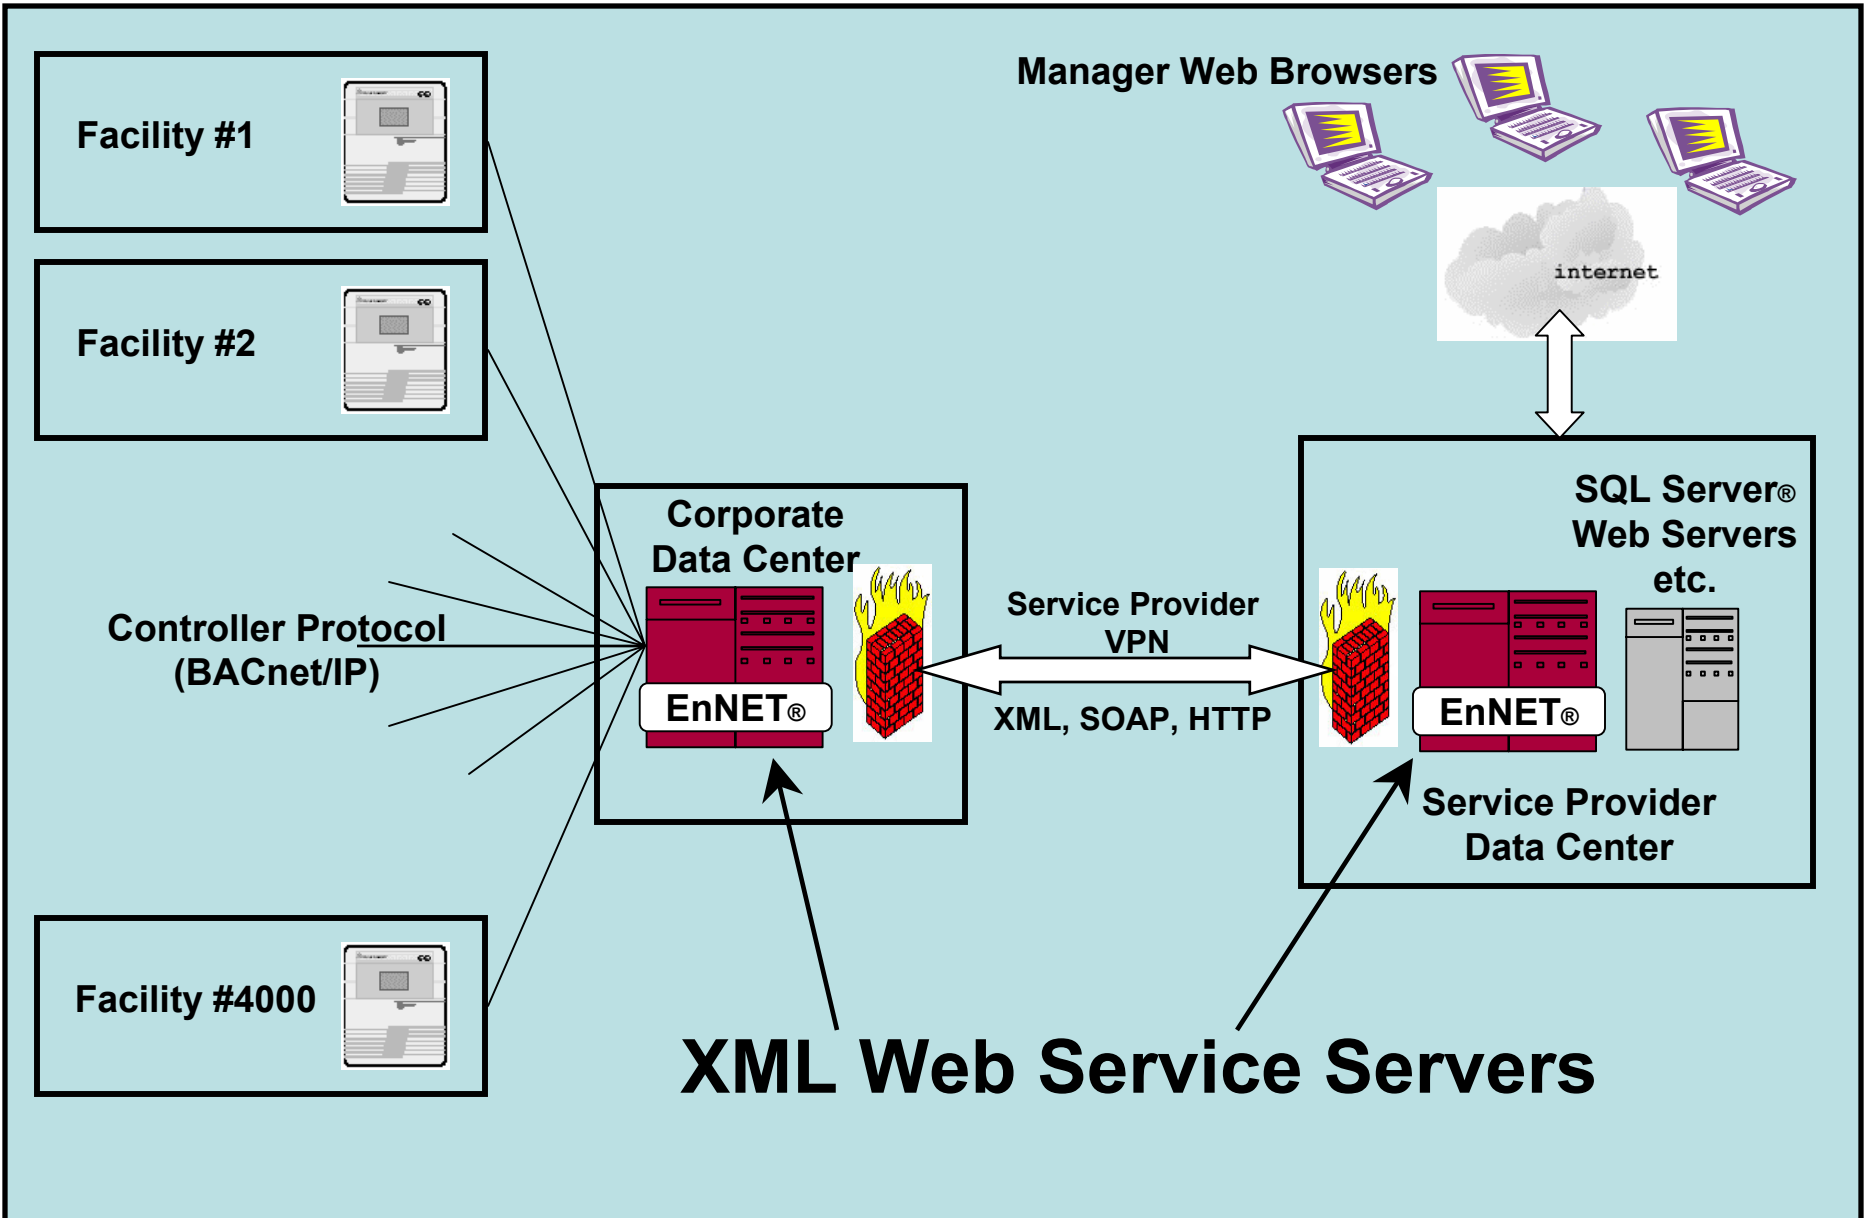 Facility #1
Manager Web Browsers
internet
Facility #2
SQL Server®
Web Servers
etc.
Corporate
Data Center
Service Provider
VPN
Controller Protocol
(BACnet/IP)
EnNET®
XML, SOAP, HTTP
EnNET®
Service Provider
Data Center
Facility #4000
XML Web Service Servers